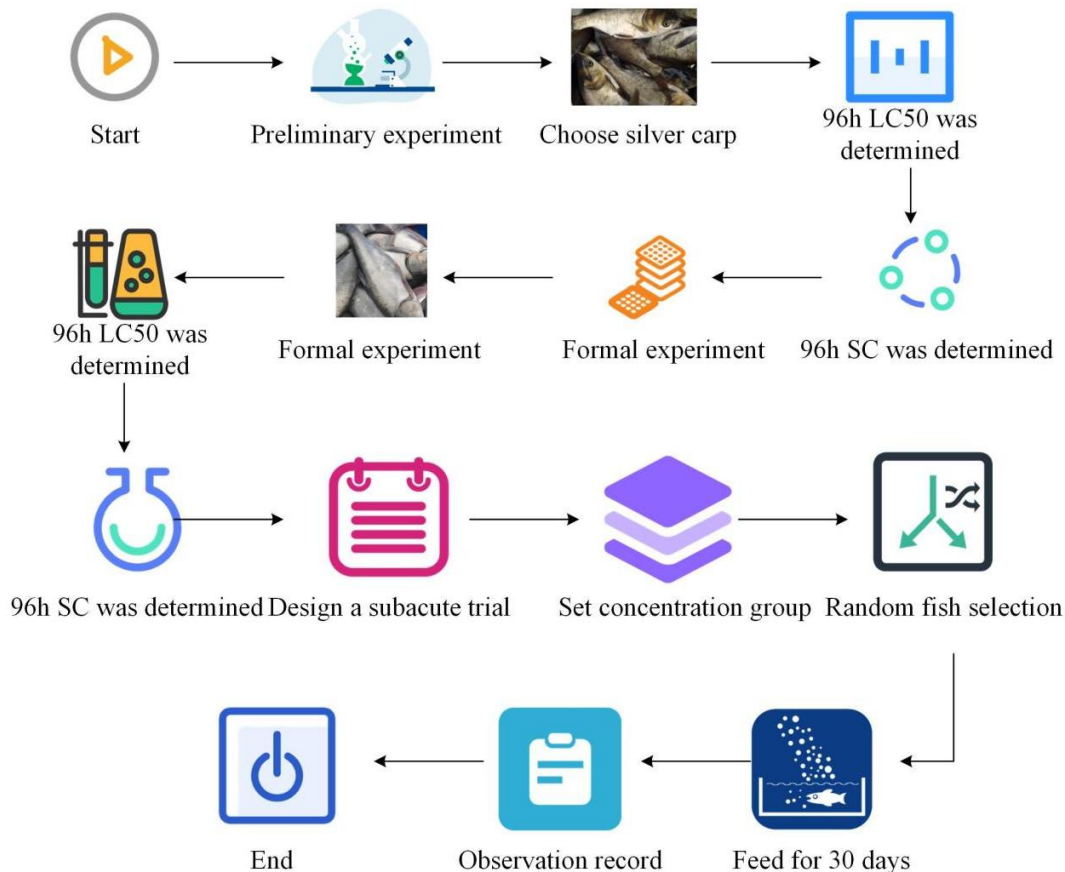 Start
Preliminary experiment
Choose silver carp
96h LC50 was
determined
96h SC was determined
Formal experiment
Formal experiment
96h LC50 was
determined
96h SC was determined
Design a subacute trial
Set concentration group
Random fish selection
Feed for 30 days
Observation record
End